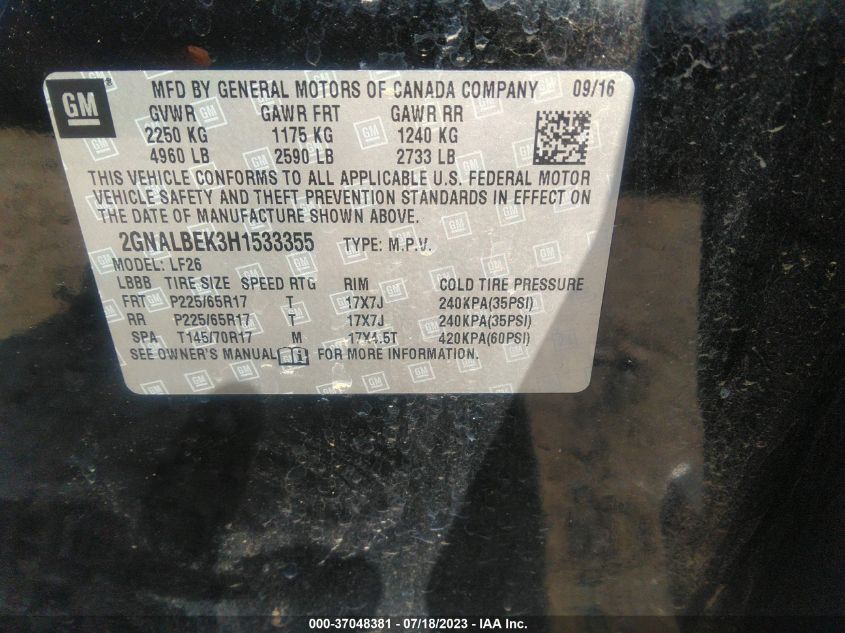 GM
MFD BY GENERAL MOTORS OF CANADA COMPANY 09/16
GVWR GAWR FRT GAWR RR
2250 KG 1175 KG 1240 KG
4960 LB 2590 LB 2733 LB
THIS VEHICLE CONFORMS TO ALL APPLICABLE U.S. FEDERAL MOTOR
VEHICLE SAFETY AND THEFT PREVENTION STANDARDS IN EFFECT ON
THE DATE OF MANUFACTURE SHOWN ABOVE.
2GNALBEK3H1533355 TYPE: M.P.V.
MODEL: LF26
LBBB TIRE SIZE SPEED RTG RIM COLD TIRE PRESSURE
FRT P225/65R17 T 17X7J 240KPA(35PSI)
RR P225/65R17 T 17X7J 240KPA(35PSI)
SPA T145/70R17 M 17X4.5T 420KPA(60PSI)
SEE OWNER'S MANUAL FOR MORE INFORMATION.
000-37048381 - 07/18/2023 - IAA Inc.